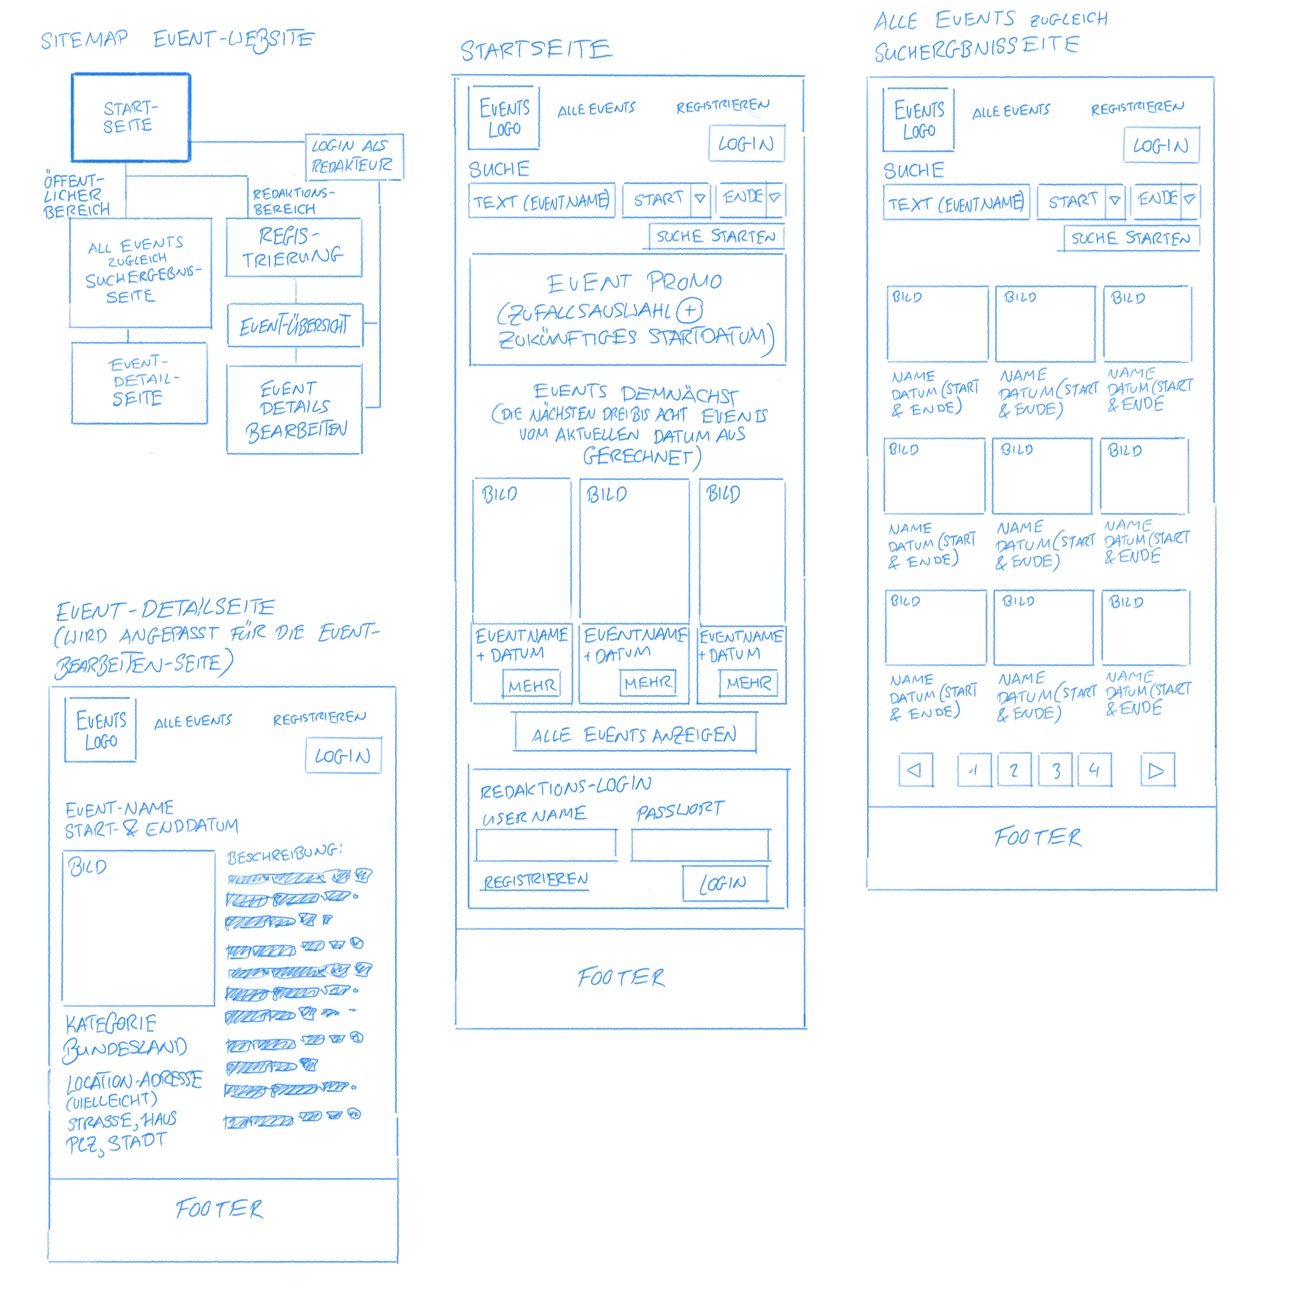 SITEMAP EVENT-WEBSITE
START-
SEITE
LOGIN ALS
REDAKTEUR
ÖFFENT-
LICHER
BEREICH
REDAKTIONS-
BEREICH
ALL EVENTS
ZUGLEICH
SUCHERGEBNIS-
SEITE
REGIS-
TRIERUNG
EVENT-ÜBERSICHT
EVENT-
DETAIL-
SEITE
EVENT
DETAILS
BEARBEITEN
EVENT-DETAILSEITE
(WIRD ANGEPASST FÜR DIE EVENT-
BEARBEITEN-SEITE)
EVENTS
LOGO
ALLE EVENTS
REGISTRIEREN
LOGIN
EVENT-NAME
START- & ENDDATUM
BILD
BESCHREIBUNG:
KATEGORIE
BUNDESLAND
LOCATION-ADRESSE
(VIELLEICHT)
STRASSE, HAUS
PLZ, STADT
FOOTER
STARTSEITE
EVENTS
LOGO
ALLE EVENTS
REGISTRIEREN
LOGIN
SUCHE
TEXT (EVENTNAME)
START
ENDE
SUCHE STARTEN
EVENT PROMO
(ZUFALLSAUSWAHL +
ZUKÜNFTIGES STARTDATUM)
EVENTS DEMNÄCHST
(DIE NÄCHSTEN DREI BIS ACHT EVENTS
VOM AKTUELLEN DATUM AUS
GERECHNET)
BILD
BILD
BILD
EVENTNAME
+ DATUM
MEHR
EVENTNAME
+ DATUM
MEHR
EVENTNAME
+ DATUM
MEHR
ALLE EVENTS ANZEIGEN
REDAKTIONS-LOGIN
USERNAME
PASSWORT
REGISTRIEREN
LOGIN
FOOTER
ALLE EVENTS ZUGLEICH
SUCHERGBNISSEITE
EVENTS
LOGO
ALLE EVENTS
REGISTRIEREN
LOGIN
SUCHE
TEXT (EVENTNAME)
START
ENDE
SUCHE STARTEN
BILD
BILD
BILD
NAME
DATUM (START
& ENDE)
NAME
DATUM (START
& ENDE)
NAME
DATUM (START
& ENDE
BILD
BILD
BILD
NAME
DATUM (START
& ENDE)
NAME
DATUM (START
& ENDE)
NAME
DATUM (START
& ENDE
BILD
BILD
BILD
NAME
DATUM (START
& ENDE)
NAME
DATUM (START
& ENDE)
NAME
DATUM (START
& ENDE
1 2 3 4
FOOTER